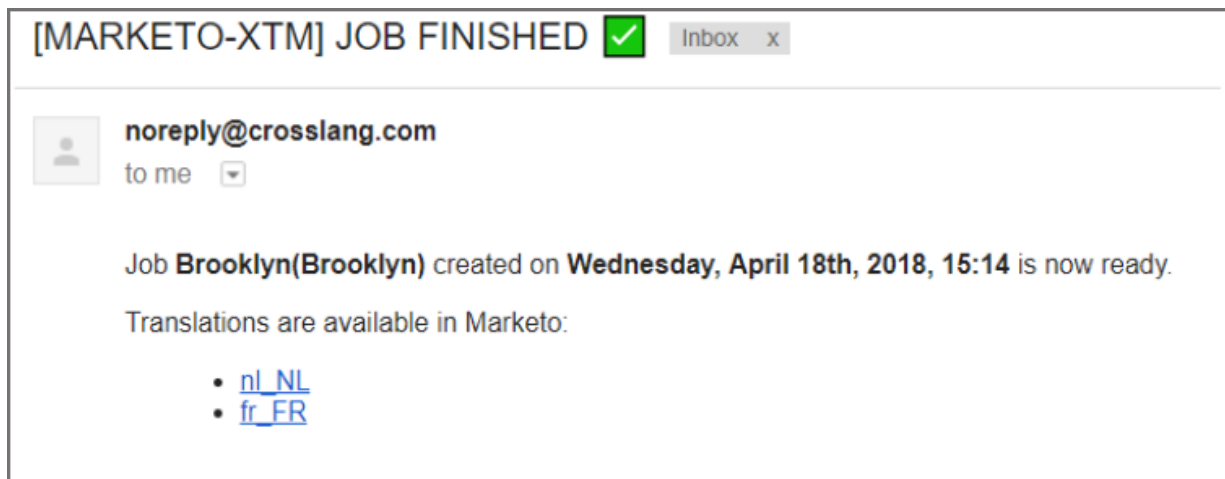 [MARKETO-XTM] JOB FINISHED ✅ Inbox x
noreply@crosslang.com
to me
Job Brooklyn(Brooklyn) created on Wednesday, April 18th, 2018, 15:14 is now ready.
Translations are available in Marketo:
• nl_NL
• fr_FR